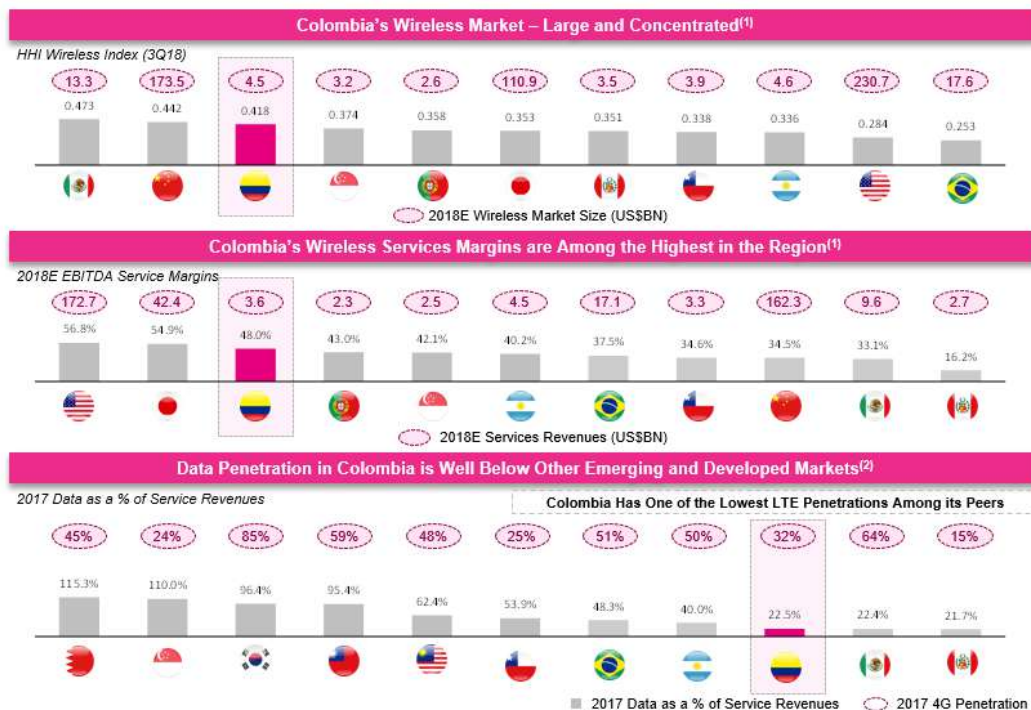 Colombia's Wireless Market – Large and Concentrated(1)
HHI Wireless Index (3Q18)
13.3 173.5 4.5 3.2 2.6 110.9 3.5 3.9 4.6 230.7 17.6
0.473 0.442 0.418 0.374 0.358 0.353 0.351 0.338 0.336 0.284 0.253
2018E Wireless Market Size (US$BN)
Colombia's Wireless Services Margins are Among the Highest in the Region(1)
2018E EBITDA Service Margins
172.7 42.4 3.6 2.3 2.5 4.5 17.1 3.3 162.3 9.6 2.7
56.8% 54.9% 48.0% 43.0% 42.1% 40.2% 37.5% 34.6% 34.5% 33.1% 16.2%
2018E Services Revenues (US$BN)
Data Penetration in Colombia is Well Below Other Emerging and Developed Markets(2)
2017 Data as a % of Service Revenues
Colombia Has One of the Lowest LTE Penetrations Among its Peers
45% 24% 85% 59% 48% 25% 51% 50% 32% 64% 15%
115.3% 110.0% 96.4% 95.4% 62.4% 53.9% 48.3% 40.0% 22.5% 22.4% 21.7%
2017 Data as a % of Service Revenues 2017 4G Penetration